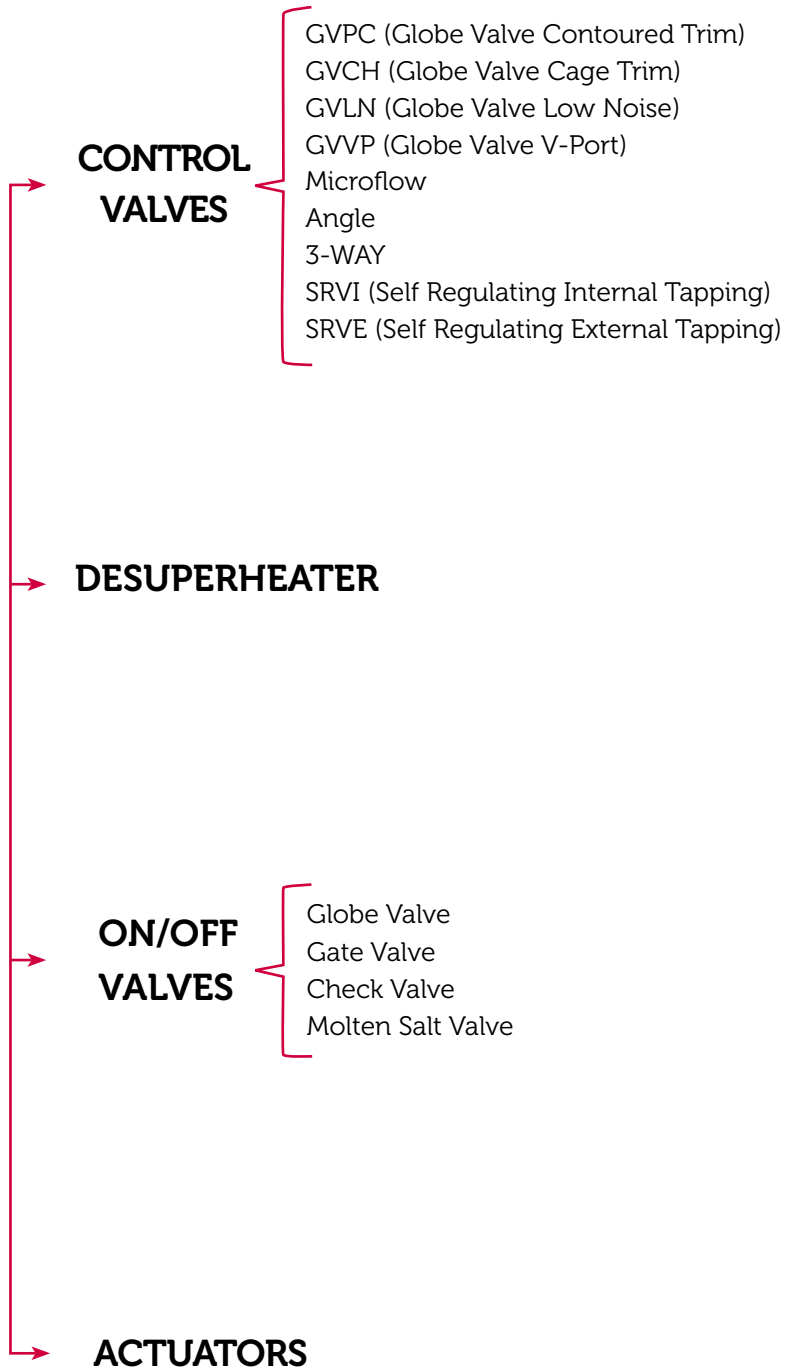 CONTROL
VALVES
GVPC (Globe Valve Contoured Trim)
GVCH (Globe Valve Cage Trim)
GVLN (Globe Valve Low Noise)
GVVP (Globe Valve V-Port)
Microflow
Angle
3-WAY
SRVI (Self Regulating Internal Tapping)
SRVE (Self Regulating External Tapping)
DESUPERHEATER
ON/OFF
VALVES
Globe Valve
Gate Valve
Check Valve
Molten Salt Valve
ACTUATORS